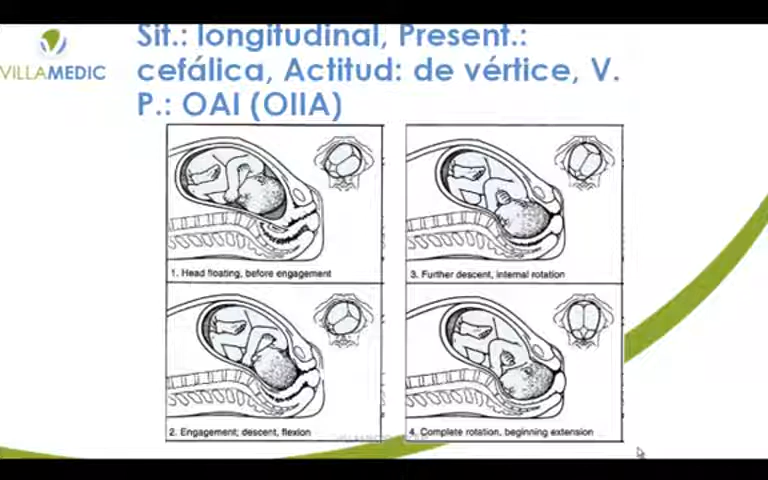 Sit.: longitudinal, Present.:
cefálica, Actitud: de vértice, V.
P.: OAI (OIIA)
VILLAMEDIC
1. Head floating, before engagement
3. Further descent, internal rotation
2. Engagement; descent, flexion
4. Complete rotation, beginning extension